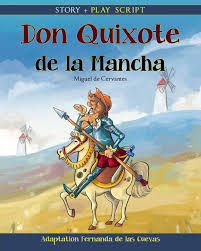 STORY + PLAY SCRIPT
Don Quixote
de la Mancha
Miguel de Cervantes
Adaptation Fernanda de las Cuevas